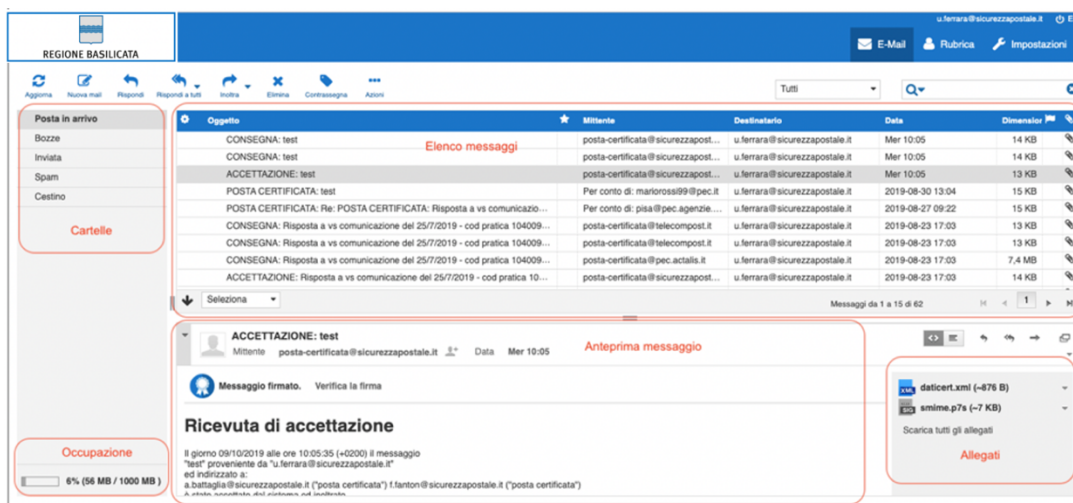 u.ferrara@sicurezzapostale.it E
REGIONE BASILICATA
E-Mail Rubrica Impostazioni
Aggiorna Nuova mail Rispondi Rispondi a tutti Inoltra Elimina Contrassegna Azioni
Tutti
Posta in arrivo
Bozze
Inviata
Spam
Cestino
Cartelle
Oggetto Mittente Destinatario Data Dimensior
CONSEGNA: test posta-certificata@sicurezzapost... u.ferrara@sicurezzapostale.it Mer 10:05 14 KB
Elenco messaggi
CONSEGNA: test posta-certificata@sicurezzapost... u.ferrara@sicurezzapostale.it Mer 10:05 14 KB
ACCETTAZIONE: test posta-certificata@sicurezzapost... u.ferrara@sicurezzapostale.it Mer 10:05 13 KB
POSTA CERTIFICATA: test Per conto di: mariorossi99@pec.it u.ferrara@sicurezzapostale.it 2019-08-30 13:04 15 KB
POSTA CERTIFICATA: Re: POSTA CERTIFICATA: Risposta a vs comunicazio... Per conto di: pisa@pec.agenzie.... u.ferrara@sicurezzapostale.it 2019-08-27 09:22 15 KB
CONSEGNA: Risposta a vs comunicazione del 25/7/2019 - cod pratica 104009... posta-certificata@telecompost.it u.ferrara@sicurezzapostale.it 2019-08-23 17:03 13 KB
CONSEGNA: Risposta a vs comunicazione del 25/7/2019 - cod pratica 104009... posta-certificata@telecompost.it u.ferrara@sicurezzapostale.it 2019-08-23 17:03 13 KB
CONSEGNA: Risposta a vs comunicazione del 25/7/2019 - cod pratica 104009... posta-certificata@pec.actalis.it u.ferrara@sicurezzapostale.it 2019-08-23 17:03 7,4 MB
ACCETTAZIONE: Risposta a vs comunicazione del 25/7/2019 - cod pratica 10... posta-certificata@sicurezzapost... u.ferrara@sicurezzapostale.it 2019-08-23 17:03 14 KB
Seleziona Messaggi da 1 a 15 di 62 1
ACCETTAZIONE: test
Mittente posta-certificata@sicurezzapostale.it Data Mer 10:05
Anteprima messaggio
Messaggio firmato. Verifica la firma
Ricevuta di accettazione
Il giorno 09/10/2019 alle ore 10:05:35 (+0200) il messaggio
"test" proveniente da "u.ferrara@sicurezzapostale.it"
ed indirizzato a:
a.battaglia@sicurezzapostale.it ("posta certificata") f.fanton@sicurezzapostale.it ("posta certificata")
è stato accettato dal sistema ed inoltrato
XML daticert.xml (~876 B)
SIG smime.p7s (~7 KB)
Scarica tutti gli allegati
Allegati
Occupazione
6% (56 MB / 1000 MB )